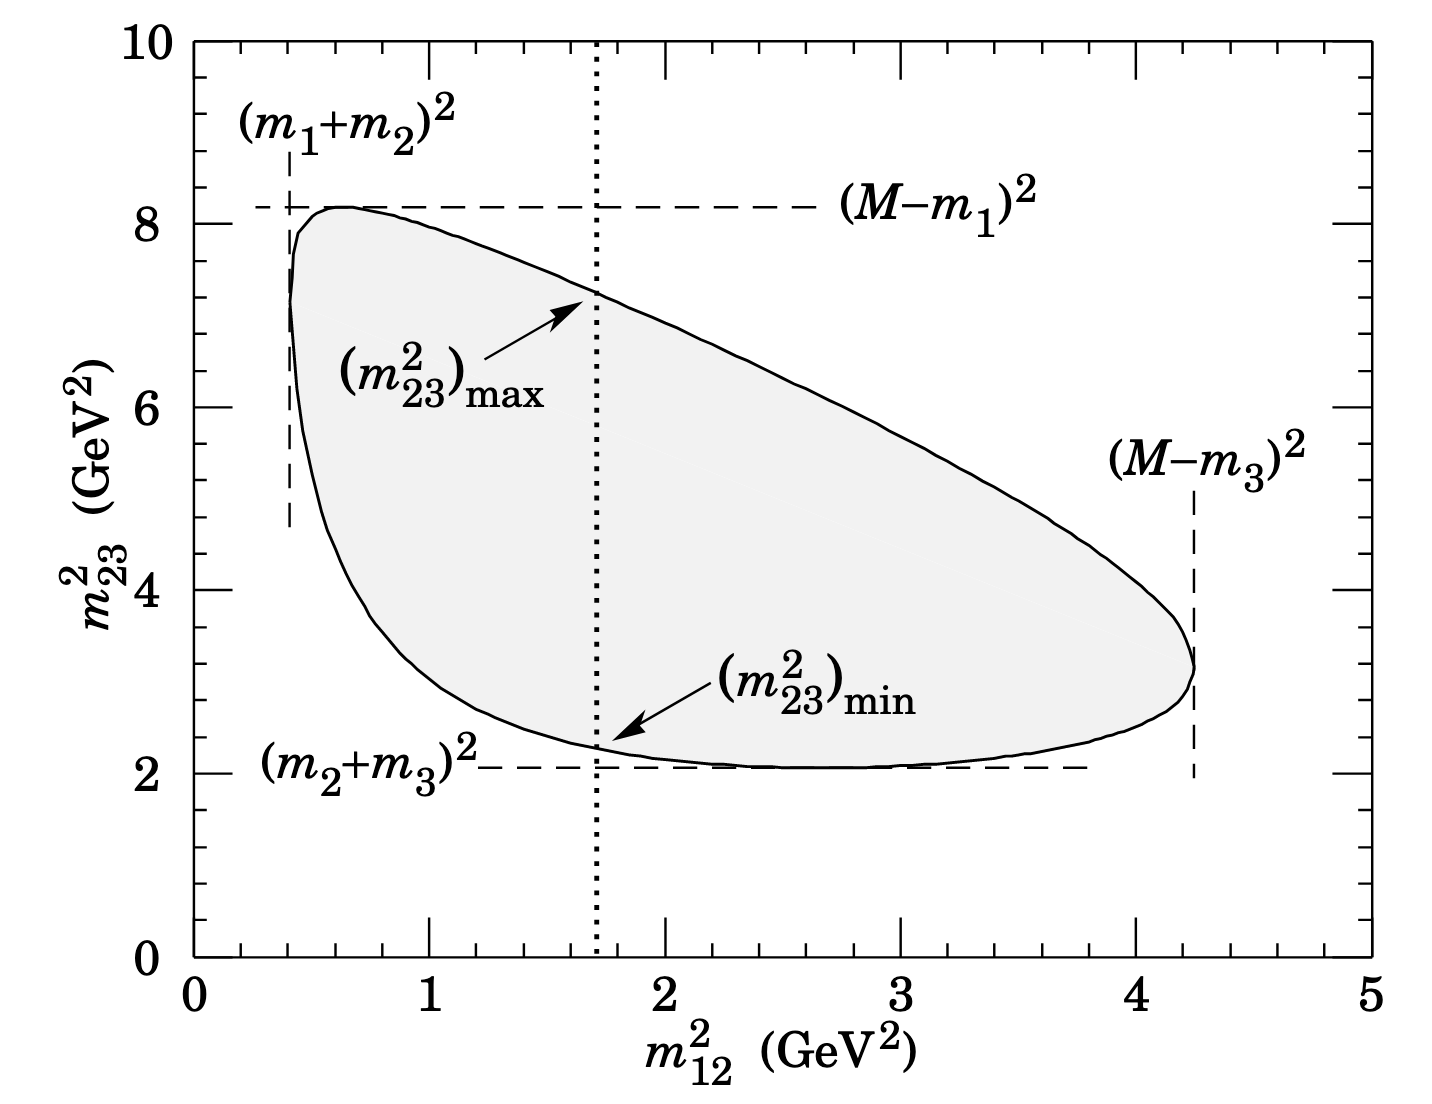 10
(m₁+m₂)²
(M−m₁)²
8
(m²₂₃)max
6
(M−m₃)²
m²₂₃ (GeV²)
4
(m²₂₃)min
(m₂+m₃)²
2
0
0 1 2 3 4 5
m²₁₂ (GeV²)